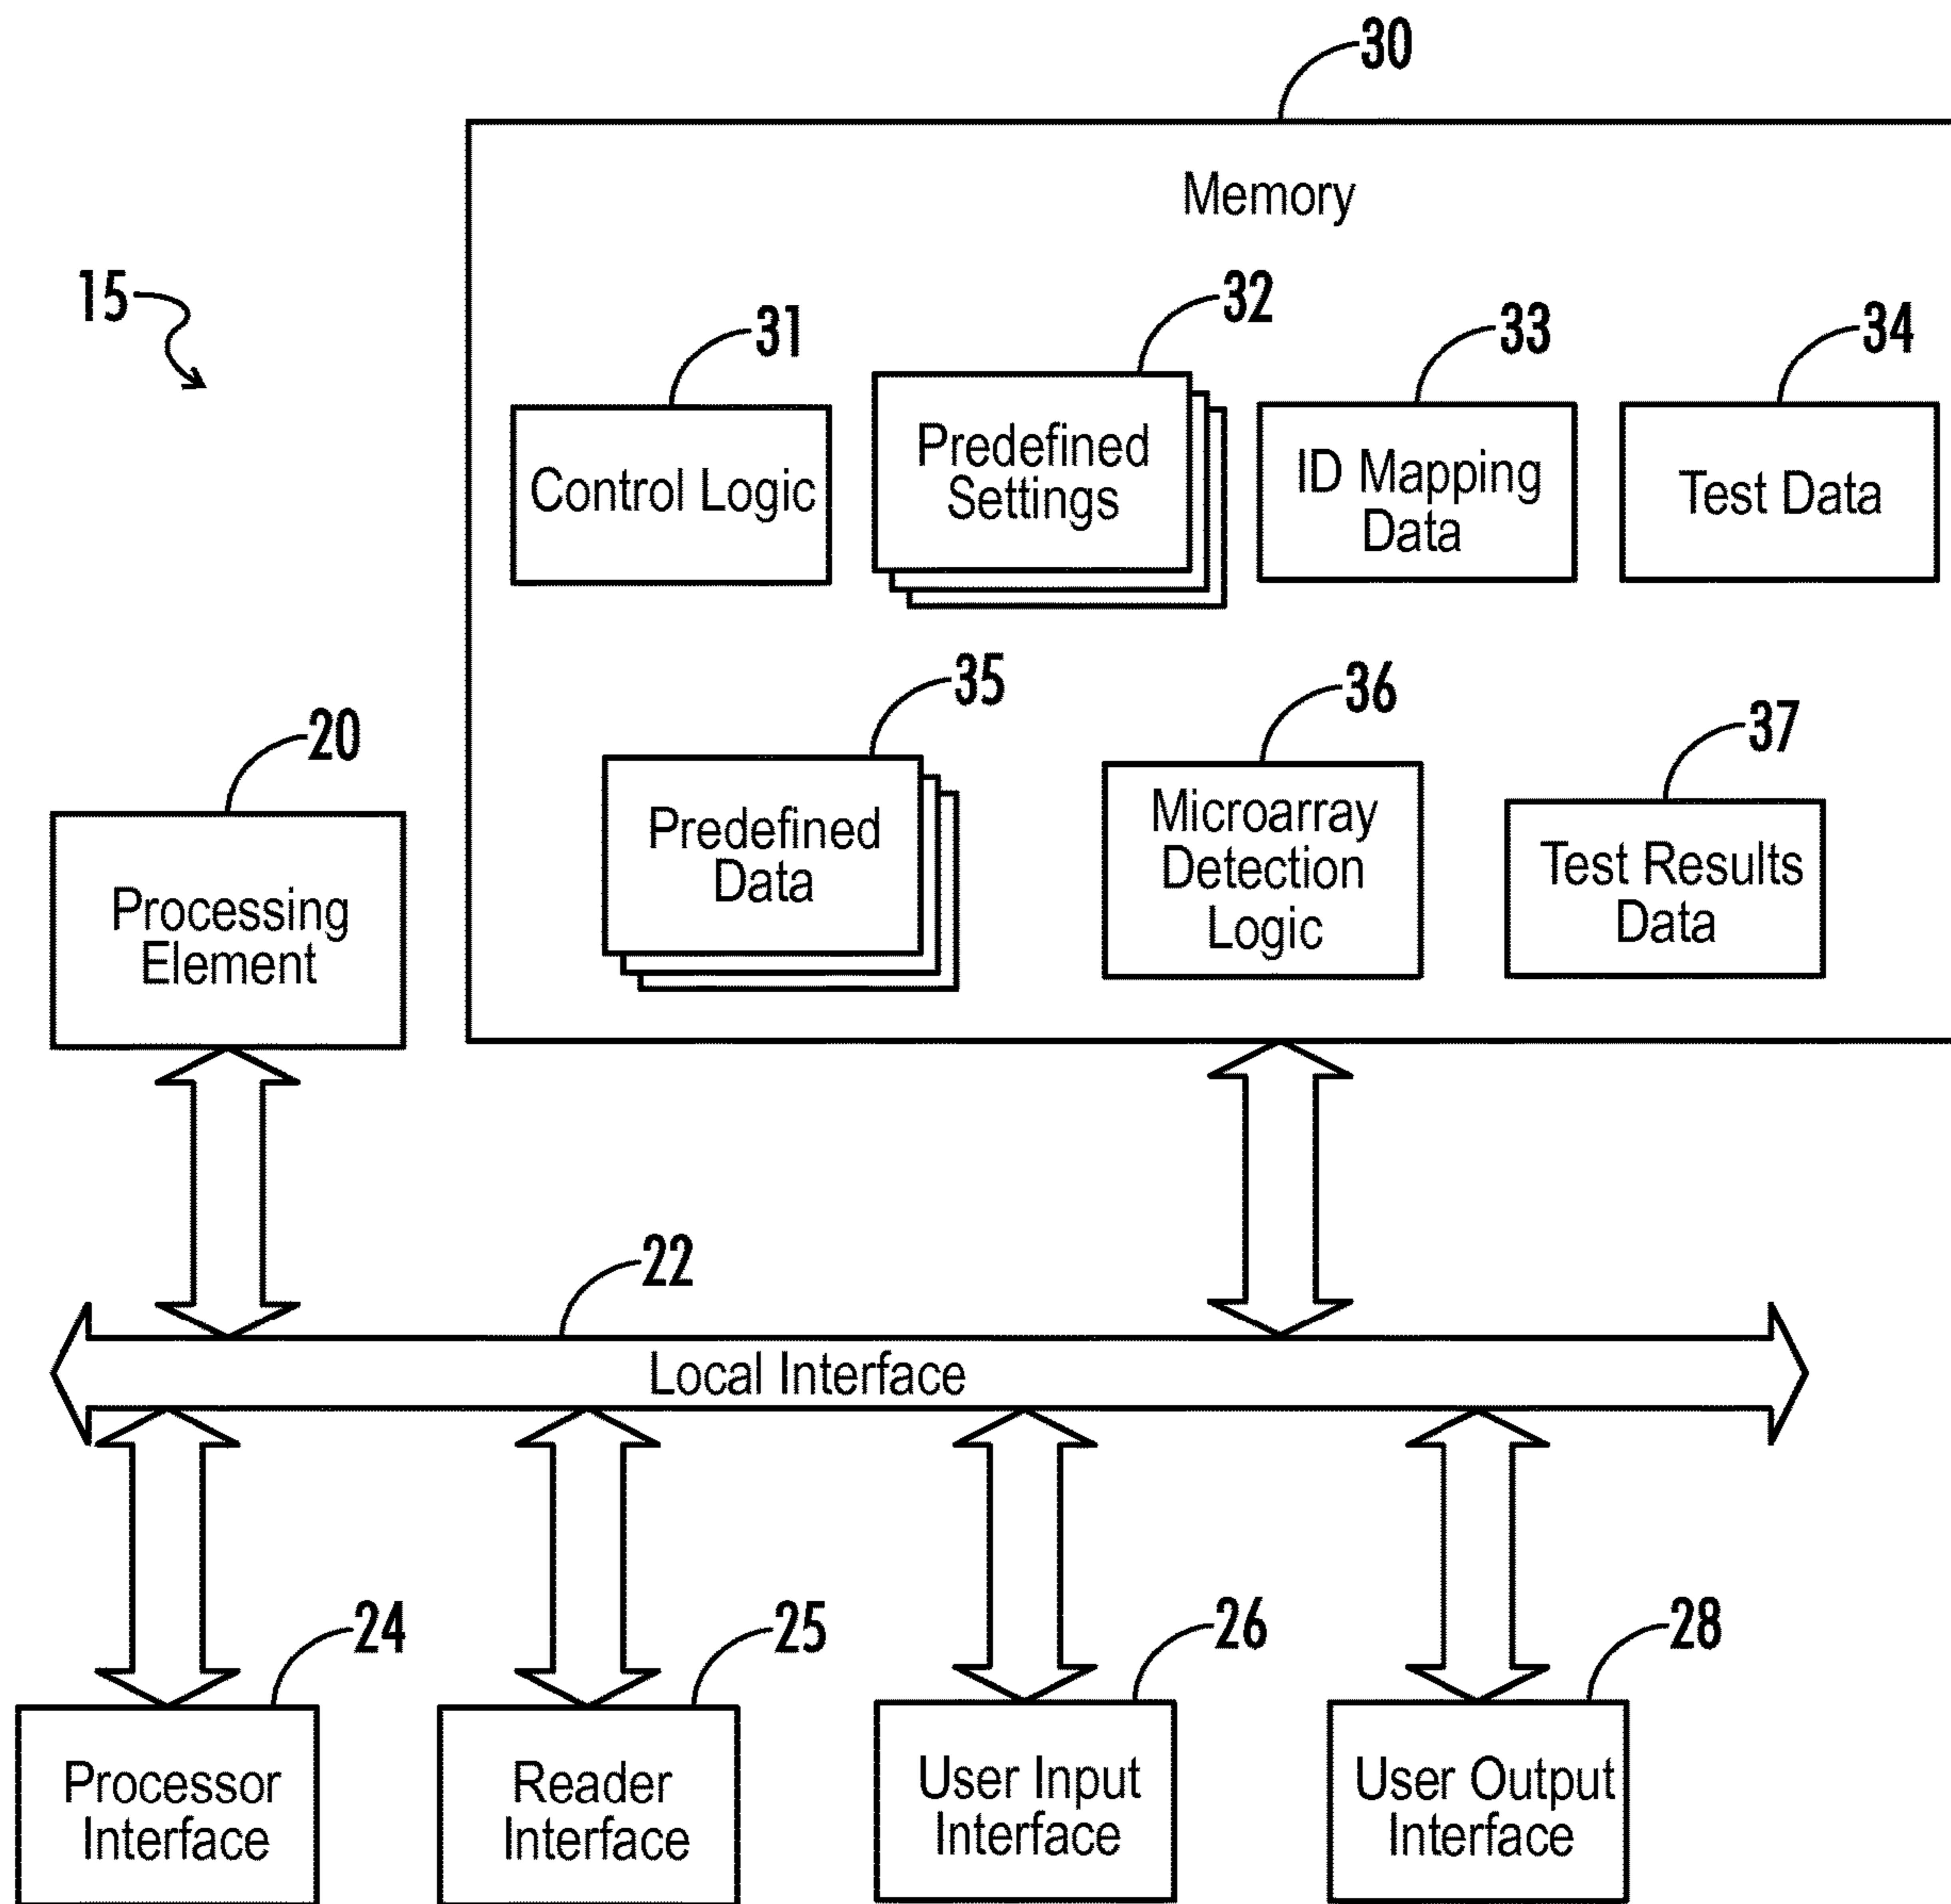 30
Memory
15
31
32
33
34
Control Logic
Predefined
Settings
ID Mapping
Data
Test Data
35
36
37
20
Predefined
Data
Microarray
Detection
Logic
Test Results
Data
Processing
Element
22
Local Interface
24
25
26
28
Processor
Interface
Reader
Interface
User Input
Interface
User Output
Interface